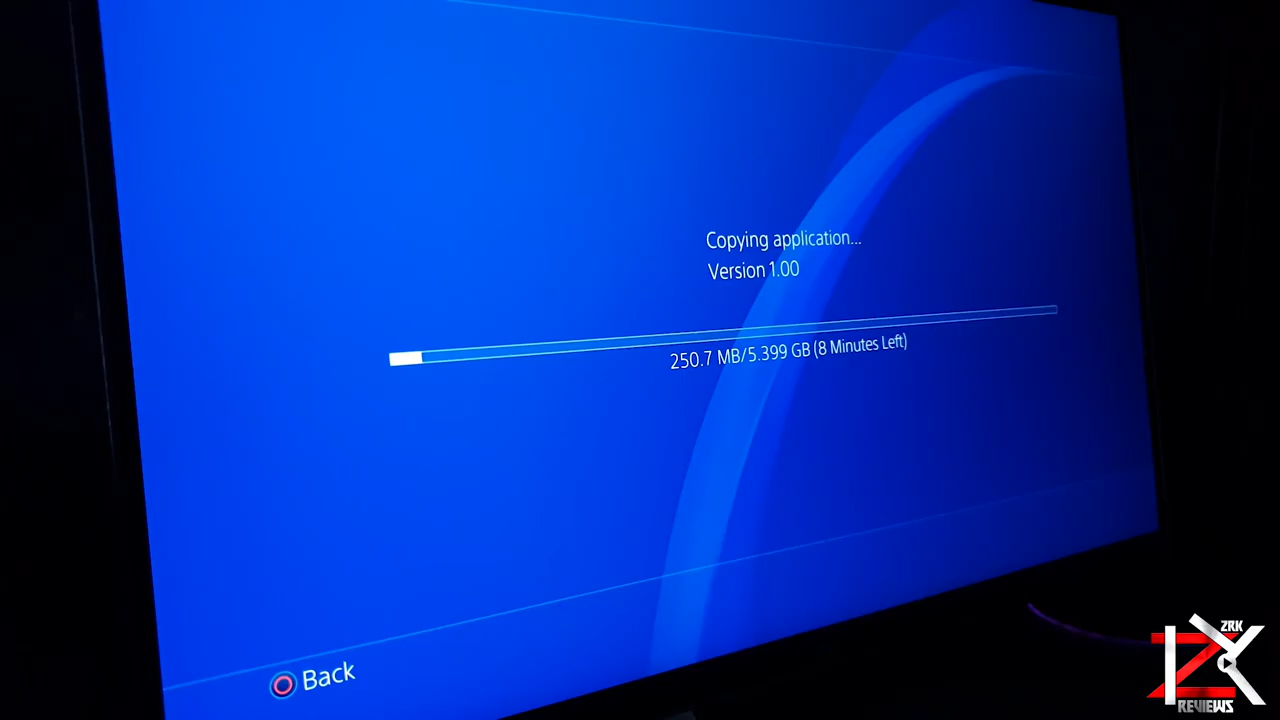 Copying application...
Version 1.00
250.7 MB/5.399 GB (8 Minutes Left)
Back
ZRK
REVIEWS